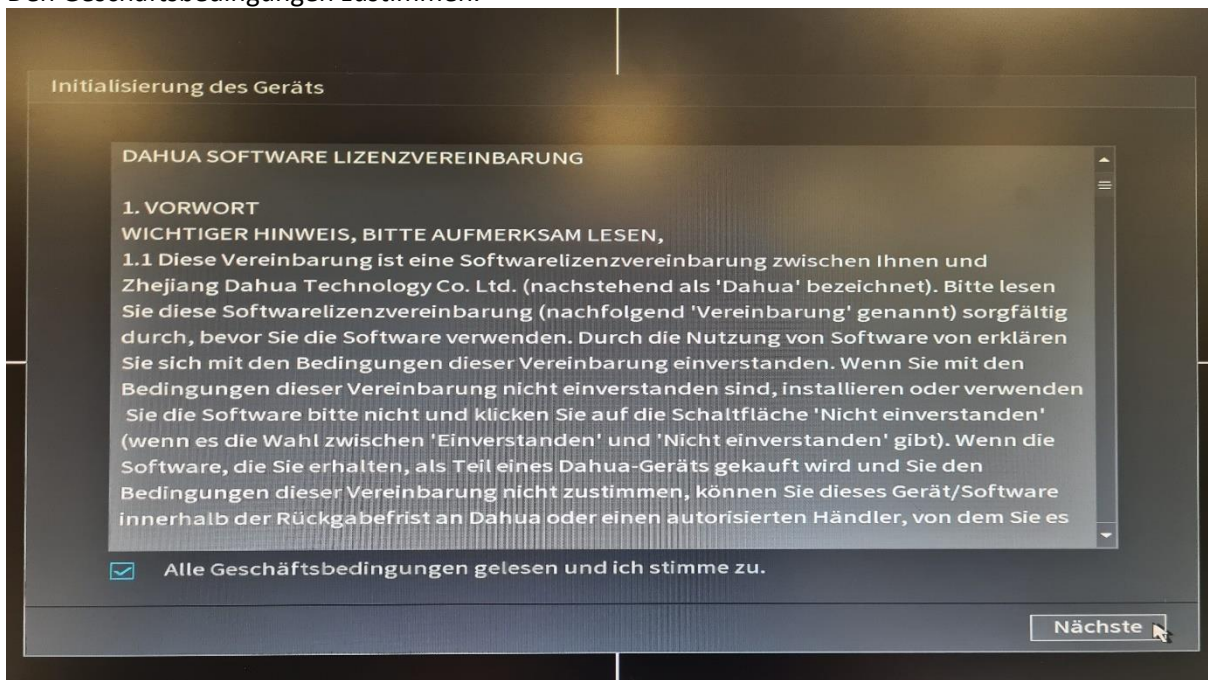 Den Geschäftsbedingungen zustimmen.
Initialisierung des Geräts
DAHUA SOFTWARE LIZENZVEREINBARUNG
1. VORWORT
WICHTIGER HINWEIS, BITTE AUFMERKSAM LESEN,
1.1 Diese Vereinbarung ist eine Softwarelizenzvereinbarung zwischen Ihnen und
Zhejiang Dahua Technology Co. Ltd. (nachstehend als 'Dahua' bezeichnet). Bitte lesen
Sie diese Softwarelizenzvereinbarung (nachfolgend 'Vereinbarung' genannt) sorgfältig
durch, bevor Sie die Software verwenden. Durch die Nutzung von Software von erklären
Sie sich mit den Bedingungen dieser Vereinbarung einverstanden. Wenn Sie mit den
Bedingungen dieser Vereinbarung nicht einverstanden sind, installieren oder verwenden
Sie die Software bitte nicht und klicken Sie auf die Schaltfläche 'Nicht einverstanden'
(wenn es die Wahl zwischen 'Einverstanden' und 'Nicht einverstanden' gibt). Wenn die
Software, die Sie erhalten, als Teil eines Dahua-Geräts gekauft wird und Sie den
Bedingungen dieser Vereinbarung nicht zustimmen, können Sie dieses Gerät/Software
innerhalb der Rückgabefrist an Dahua oder einen autorisierten Händler, von dem Sie es
Alle Geschäftsbedingungen gelesen und ich stimme zu.
Nächste